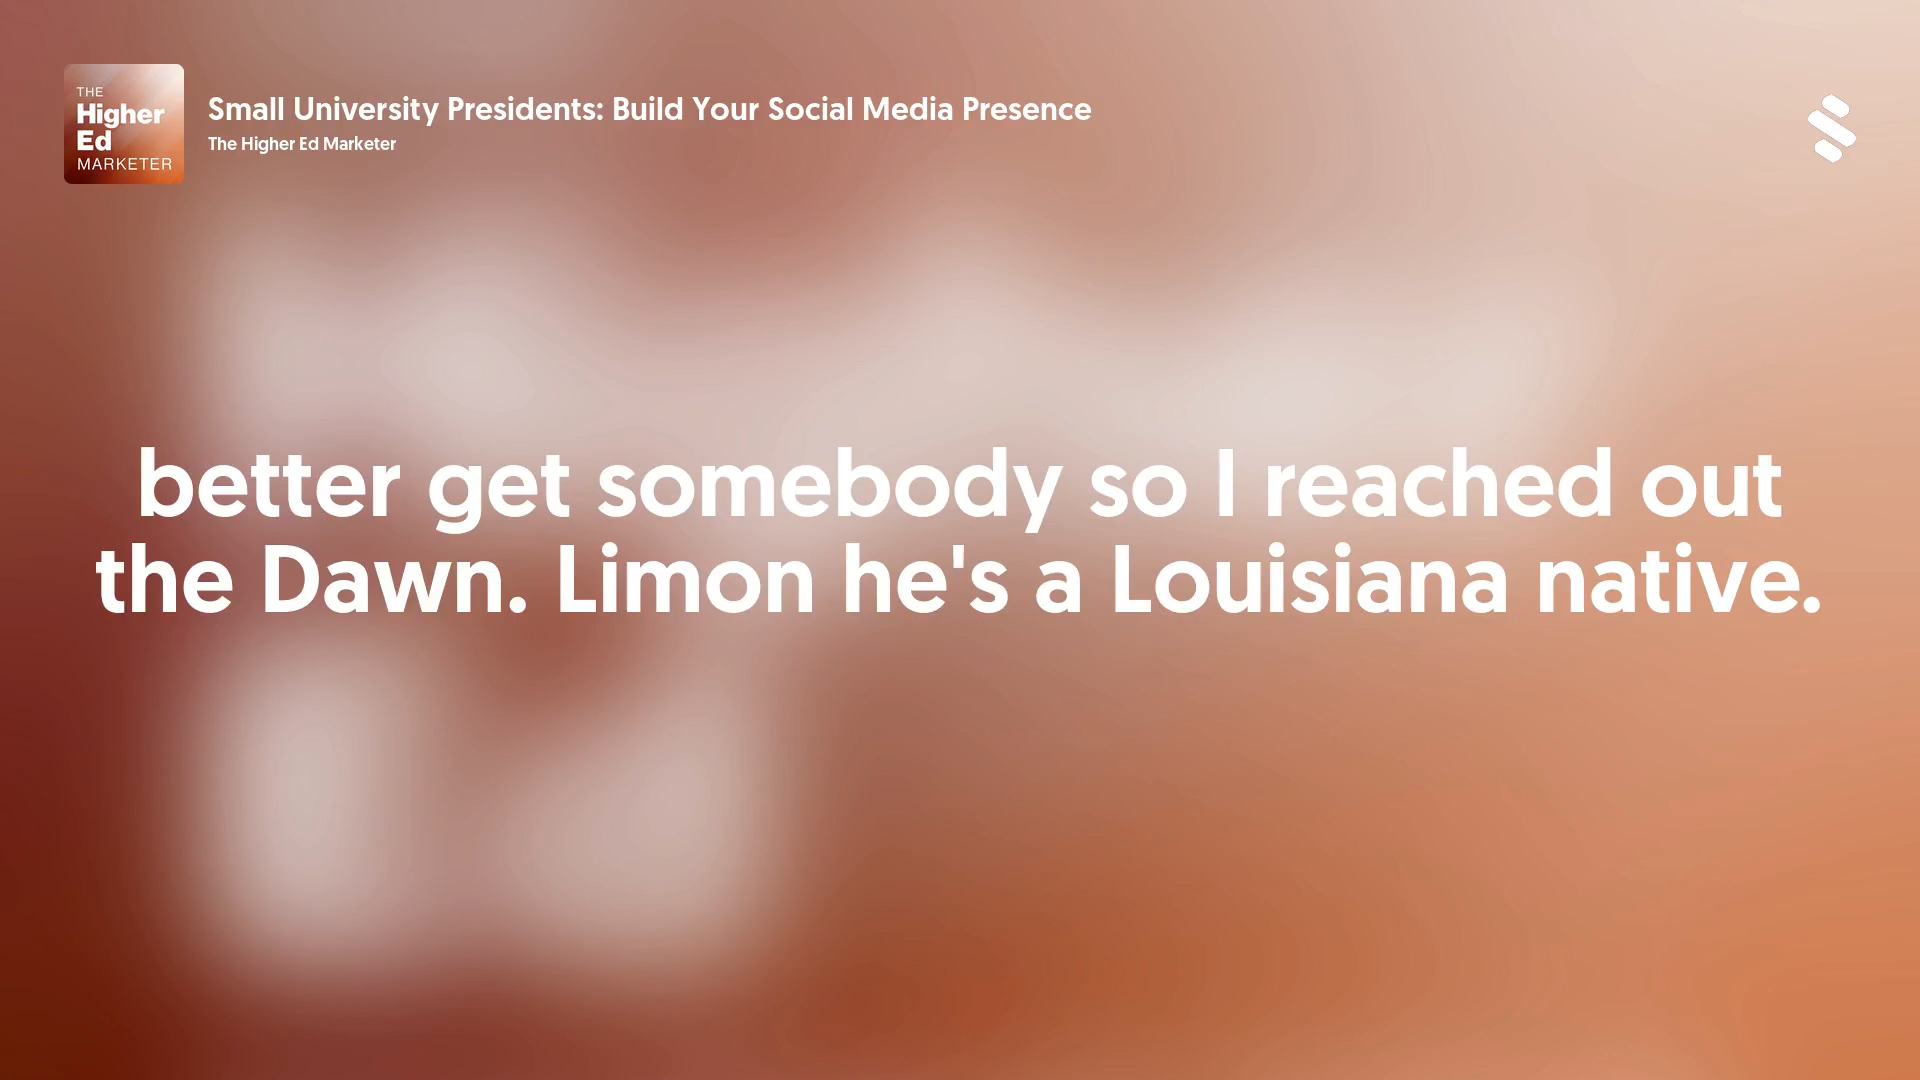 THE
Higher
Ed
MARKETER
Small University Presidents: Build Your Social Media Presence
The Higher Ed Marketer
better get somebody so I reached out
the Dawn. Limon he's a Louisiana native.